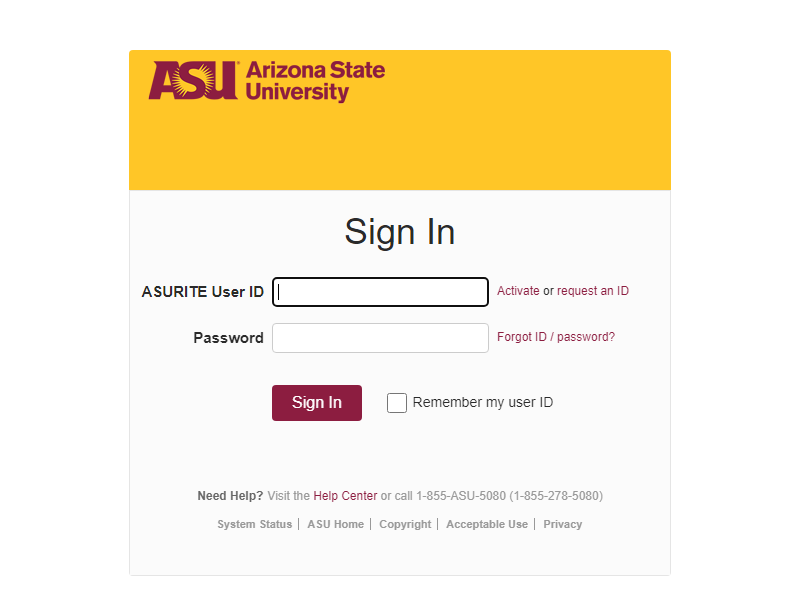 ASU Arizona State
University
Sign In
ASURITE User ID Activate or request an ID
Password Forgot ID / password?
Sign In Remember my user ID
Need Help? Visit the Help Center or call 1-855-ASU-5080 (1-855-278-5080)
System Status | ASU Home | Copyright | Acceptable Use | Privacy